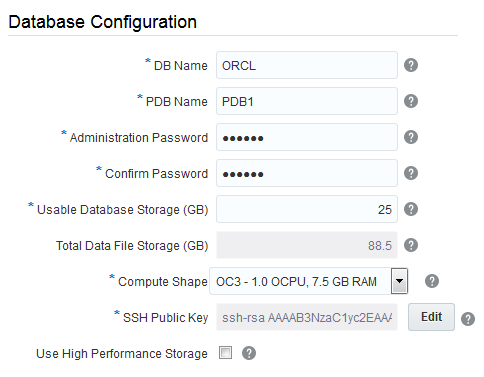 Database Configuration
* DB Name ORCL ?
* PDB Name PDB1 ?
* Administration Password •••••• ?
* Confirm Password •••••• ?
* Usable Database Storage (GB) 25 ?
Total Data File Storage (GB) 88.5 ?
* Compute Shape OC3 - 1.0 OCPU, 7.5 GB RAM ?
* SSH Public Key ssh-rsa AAAAB3NzaC1yc2EAAA Edit ?
Use High Performance Storage ?